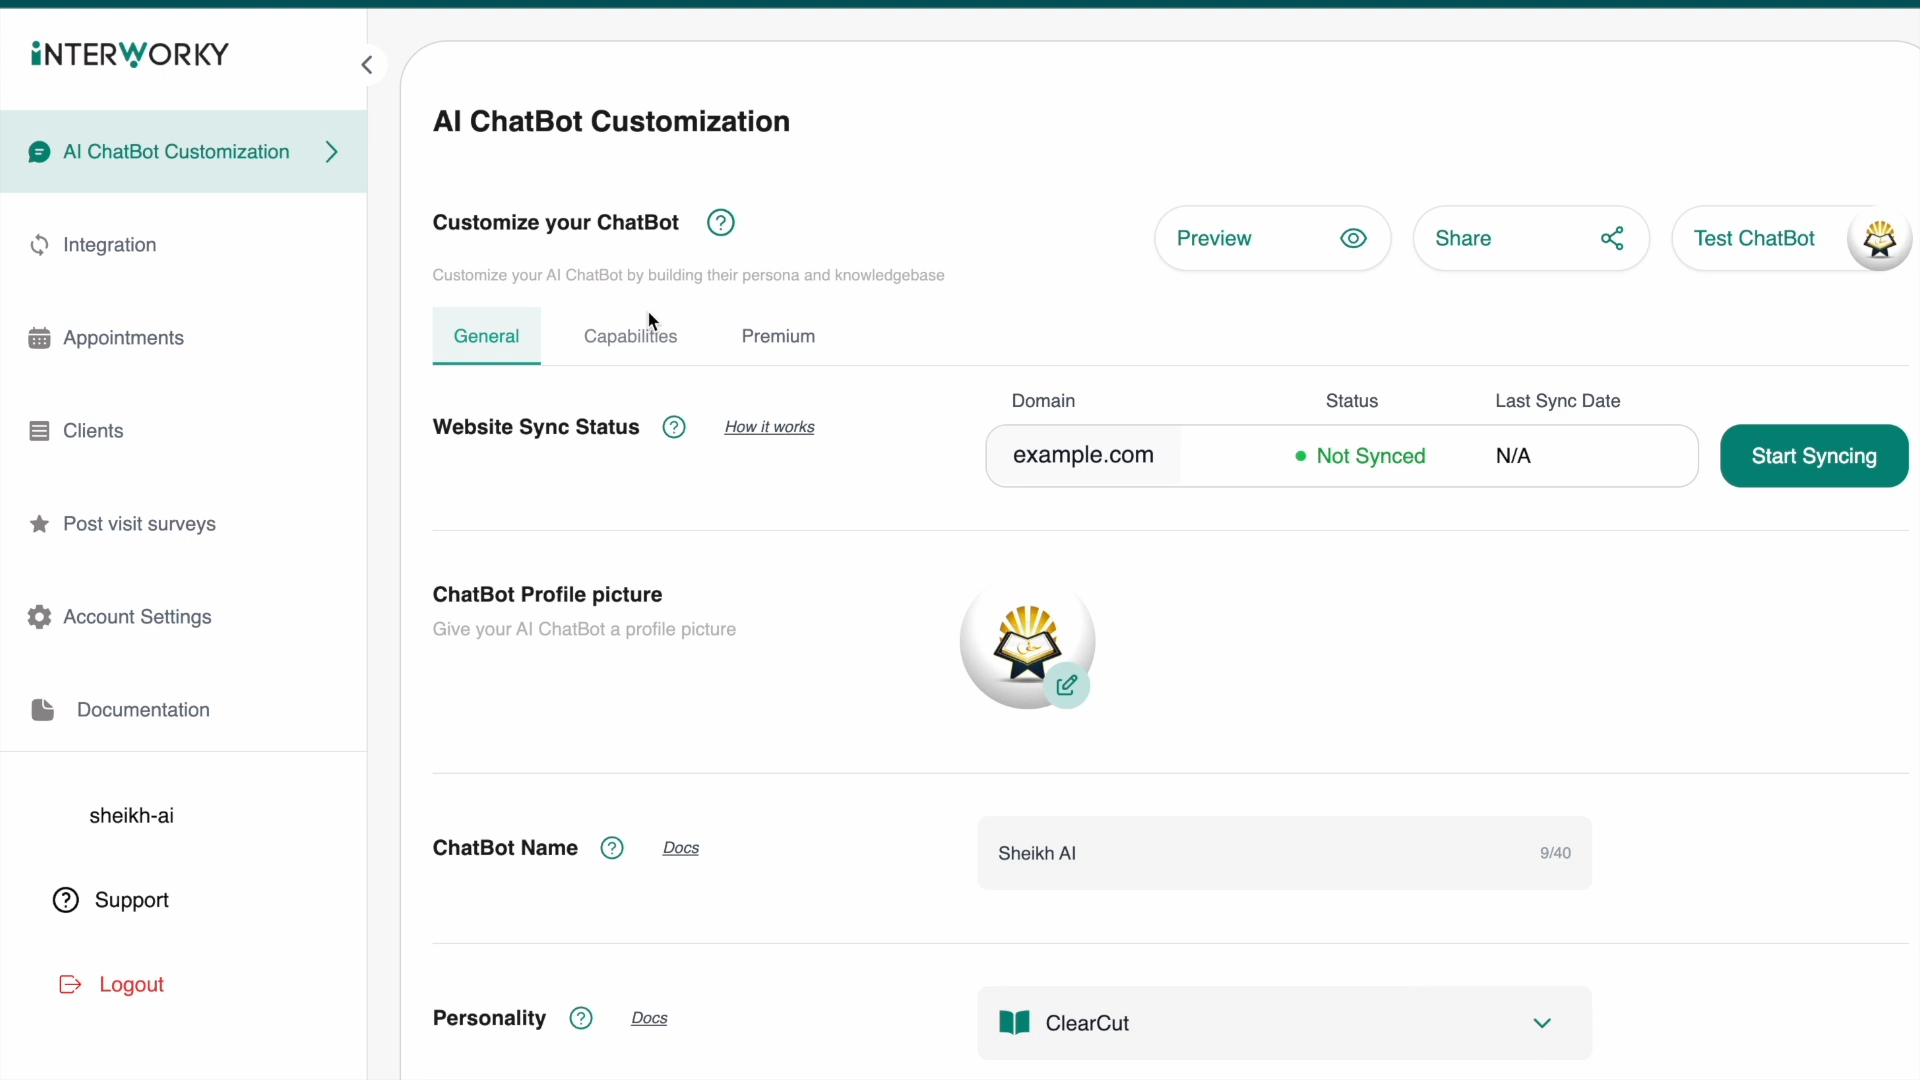 INTERWORKY
AI ChatBot Customization
Integration
Appointments
Clients
Post visit surveys
Account Settings
Documentation
sheikh-ai
Support
Logout
AI ChatBot Customization
Customize your ChatBot
Customize your AI ChatBot by building their persona and knowledgebase
Preview
Share
Test ChatBot
General
Capabilities
Premium
Website Sync Status
How it works
Domain
Status
Last Sync Date
example.com
Not Synced
N/A
Start Syncing
ChatBot Profile picture
Give your AI ChatBot a profile picture
ChatBot Name
Docs
Sheikh AI
9/40
Personality
Docs
ClearCut